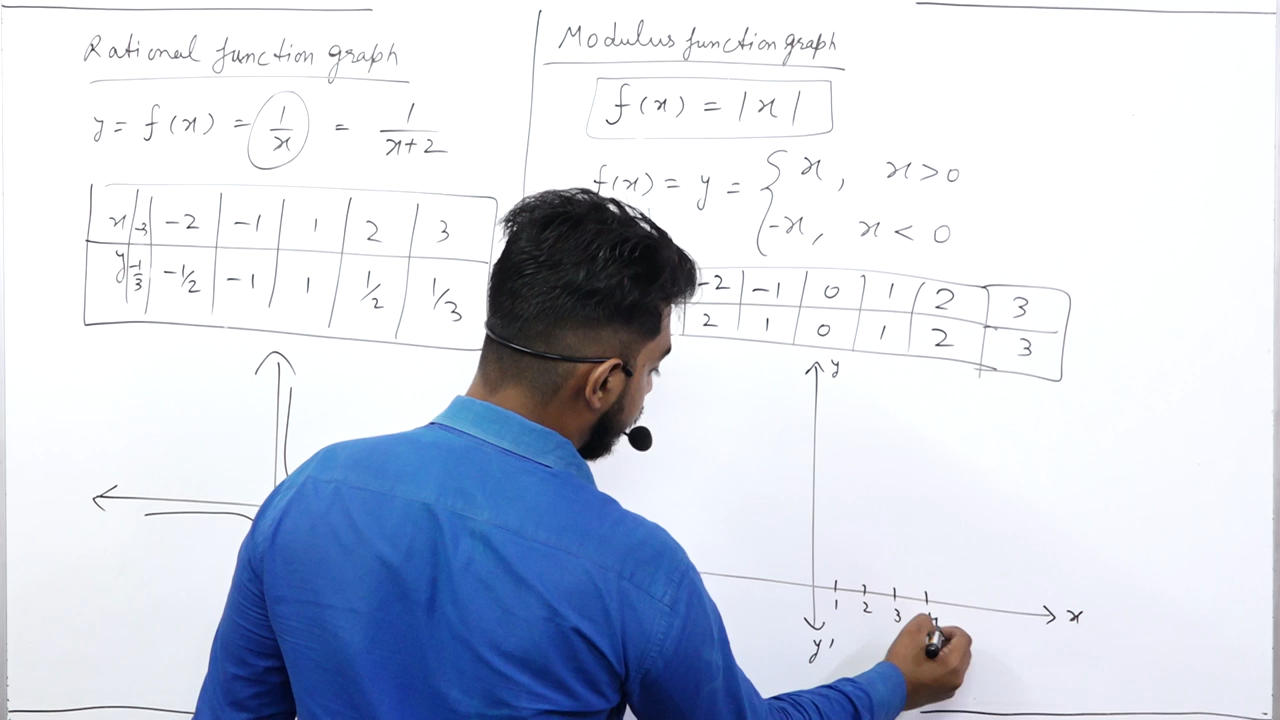 Rational function graph
y = f(x) = 1/x = 1/(x+2)
x -3 -2 -1 1 2 3
y -1/3 -1/2 -1 1 1/2 1/3
Modulus function graph
f(x) = |x|
f(x) = y = { x, x > 0
-x, x < 0
-2 -1 0 1 2 3
2 1 0 1 2 3
y
1 2 3
x
y'